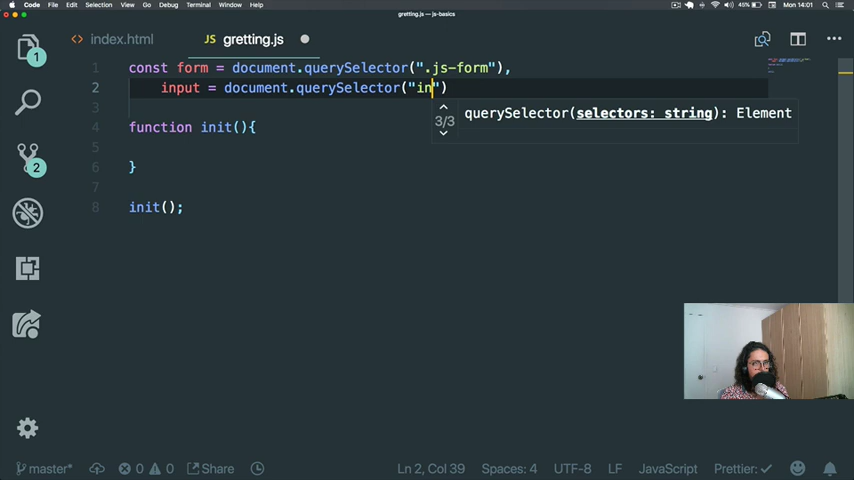 Code File Edit Selection View Go Debug Terminal Window Help 45% Mon 14:01
gretting.js — js-basics
1 <> index.html JS gretting.js
1 const form = document.querySelector(".js-form"),
2 input = document.querySelector("in")
3
3/3 querySelector(selectors: string): Element
4 function init(){
5
2
6 }
7
8 init();
master* 0 0 Share Ln 2, Col 39 Spaces: 4 UTF-8 LF JavaScript Prettier: ✓